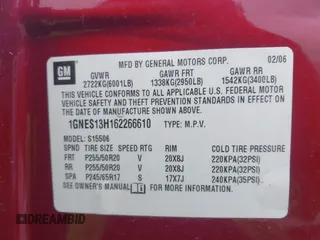 GM
MFD BY GENERAL MOTORS CORP. 02/06
GVWR GAWR FRT GAWR RR
2722KG(6001LB) 1338KG(2950LB) 1542KG(3400LB)
THIS VEHICLE CONFORMS TO ALL APPLICABLE U.S. FEDERAL MOTOR
VEHICLE SAFETY AND THEFT PREVENTION STANDARDS IN EFFECT ON
THE DATE OF MANUFACTURE SHOWN ABOVE.
1GNES13H162266610 TYPE: M.P.V.
MODEL: S15506
SPND TIRE SIZE SPEED RTG RIM COLD TIRE PRESSURE
FRT P255/50R20 V 20X8J 220KPA(32PSI)
RR P255/50R20 V 20X8J 220KPA(32PSI)
SPA P245/65R17 S 17X7J 240KPA(35PSI)
SEE OWNER'S MANUAL FOR ADDITIONAL INFORMATION.
DREAMBID